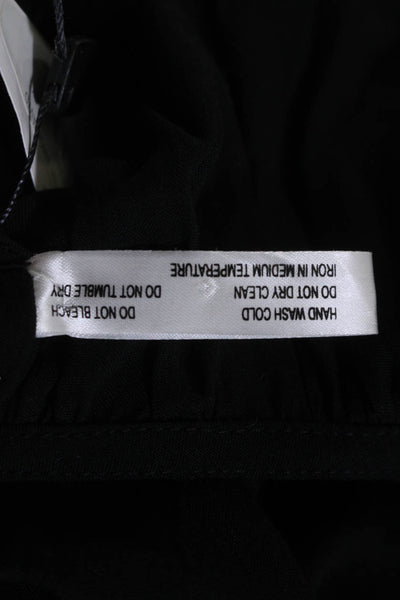 HAND WASH COLD DO NOT BLEACH
DO NOT DRY CLEAN DO NOT TUMBLE DRY
IRON IN MEDIUM TEMPERATURE